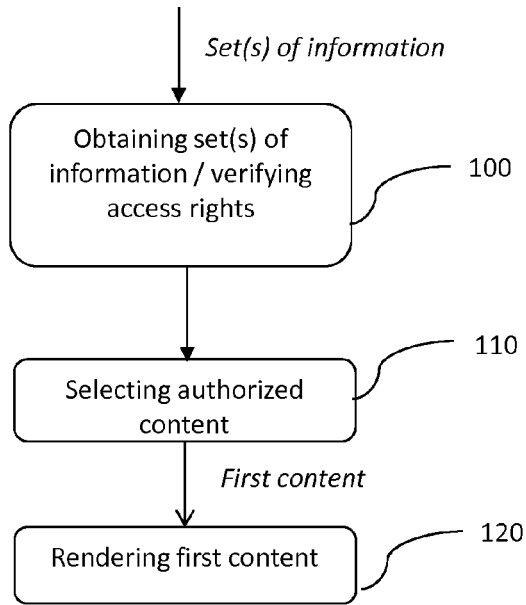 Set(s) of information
Obtaining set(s) of
information / verifying
access rights
100
110
Selecting authorized
content
First content
120
Rendering first content